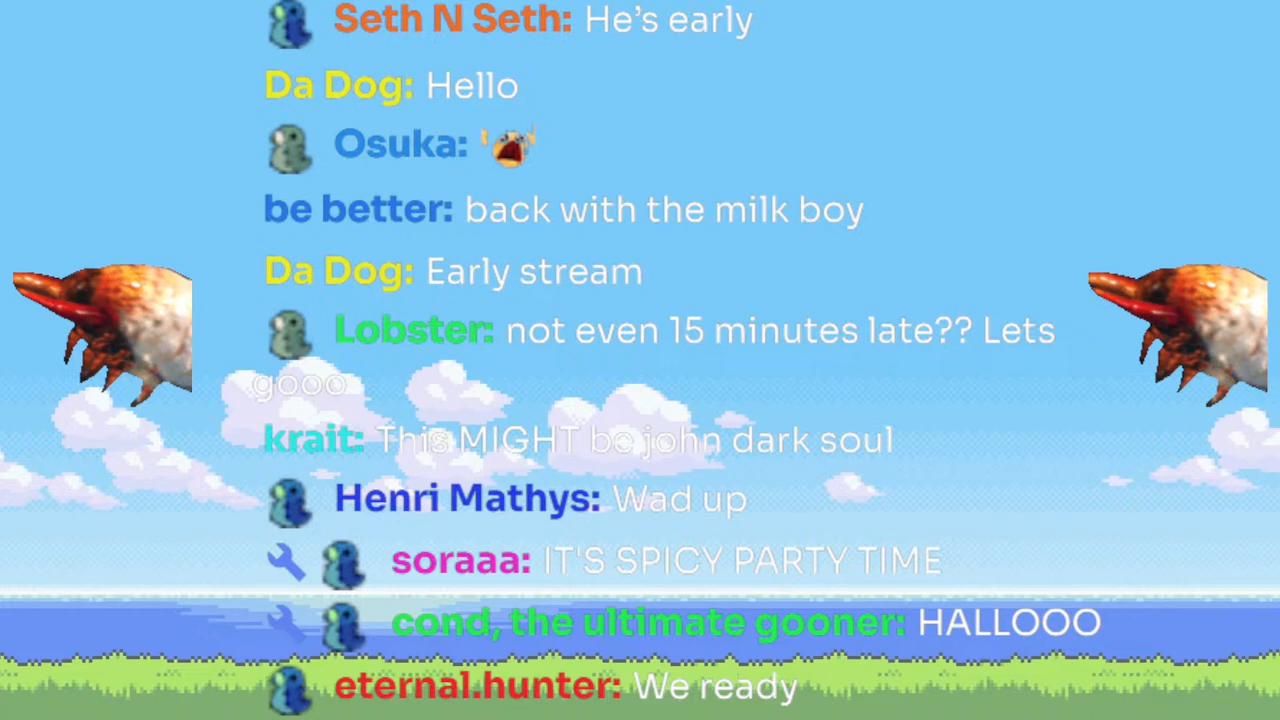 Seth N Seth: He’s early
Da Dog: Hello
Osuka:
be better: back with the milk boy
Da Dog: Early stream
Lobster: not even 15 minutes late?? Lets
gooo
krait: This MIGHT be john dark soul
Henri Mathys: Wad up
soraaa: IT'S SPICY PARTY TIME
cond, the ultimate gooner: HALLOOO
eternal.hunter: We ready